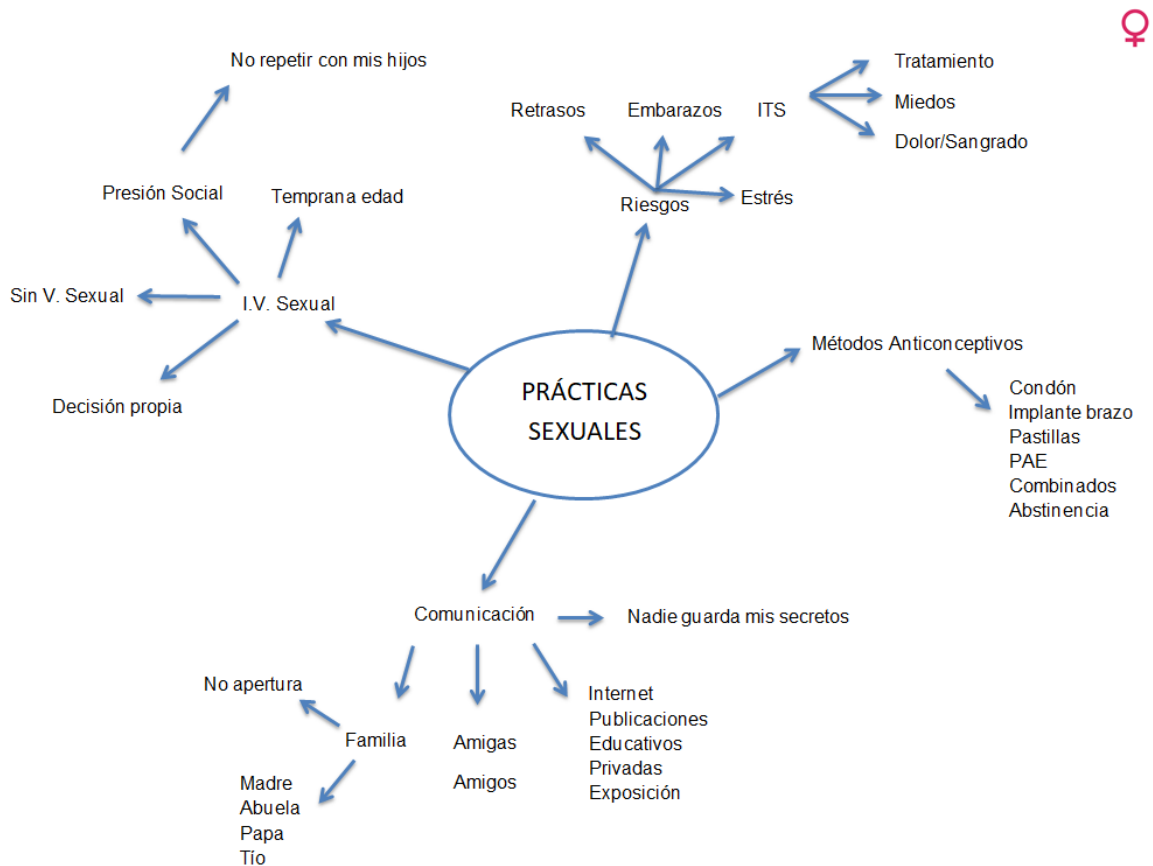 No repetir con mis hijos
Presión Social
Temprana edad
Sin V. Sexual
I.V. Sexual
Decisión propia
Retrasos
Embarazos
ITS
Tratamiento
Miedos
Dolor/Sangrado
Riesgos
Estrés
PRÁCTICAS
SEXUALES
Métodos Anticonceptivos
Condón
Implante brazo
Pastillas
PAE
Combinados
Abstinencia
Comunicación
Nadie guarda mis secretos
No apertura
Familia
Madre
Abuela
Papa
Tío
Amigas
Amigos
Internet
Publicaciones
Educativos
Privadas
Exposición